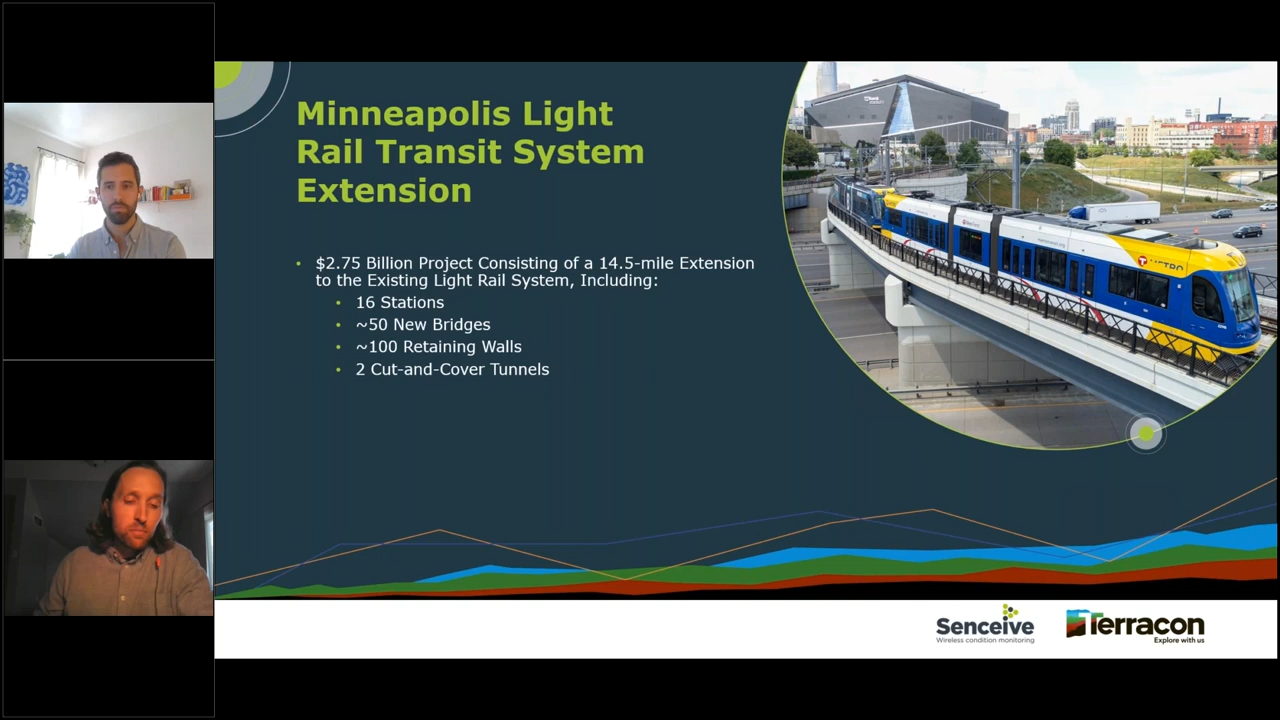 Minneapolis Light
Rail Transit System
Extension
$2.75 Billion Project Consisting of a 14.5-mile Extension
to the Existing Light Rail System, Including:
16 Stations
~50 New Bridges
~100 Retaining Walls
2 Cut-and-Cover Tunnels
METRO
Senceive
Wireless condition monitoring
Terracon
Explore with us